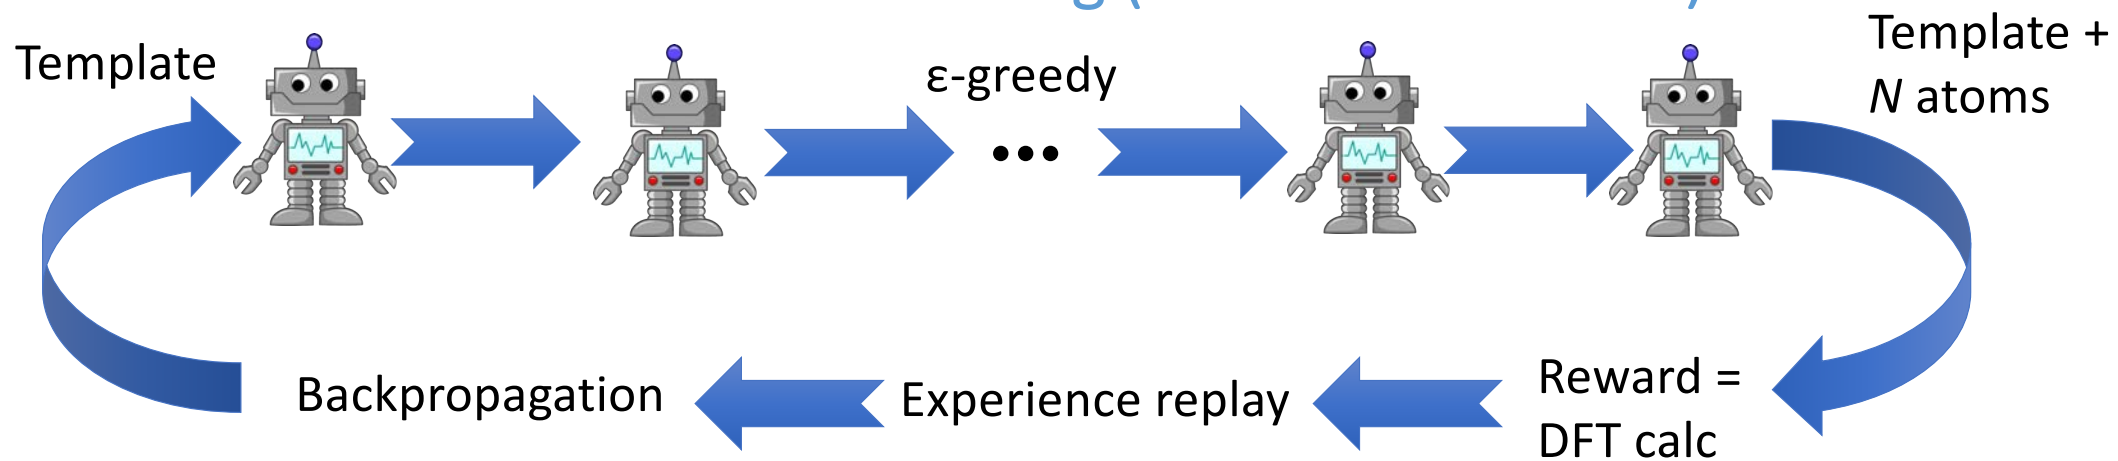 Template
ε-greedy
•••
Template +
N atoms
Backpropagation
Experience replay
Reward =
DFT calc